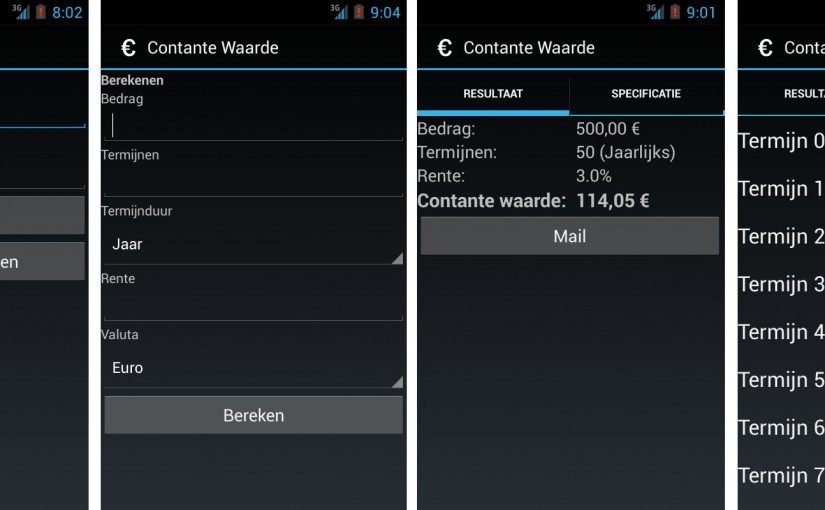 3G 8:02
en
3G 9:04
€ Contante Waarde
Berekenen
Bedrag
Termijnen
Termijnduur
Jaar
Rente
Valuta
Euro
Bereken
3G 9:01
€ Contante Waarde
RESULTAAT SPECIFICATIE
Bedrag: 500,00 €
Termijnen: 50 (Jaarlijks)
Rente: 3.0%
Contante waarde: 114,05 €
Mail
€ Conta
RESULTA
Termijn 0
Termijn 1
Termijn 2
Termijn 3
Termijn 4
Termijn 5
Termijn 6
Termijn 7